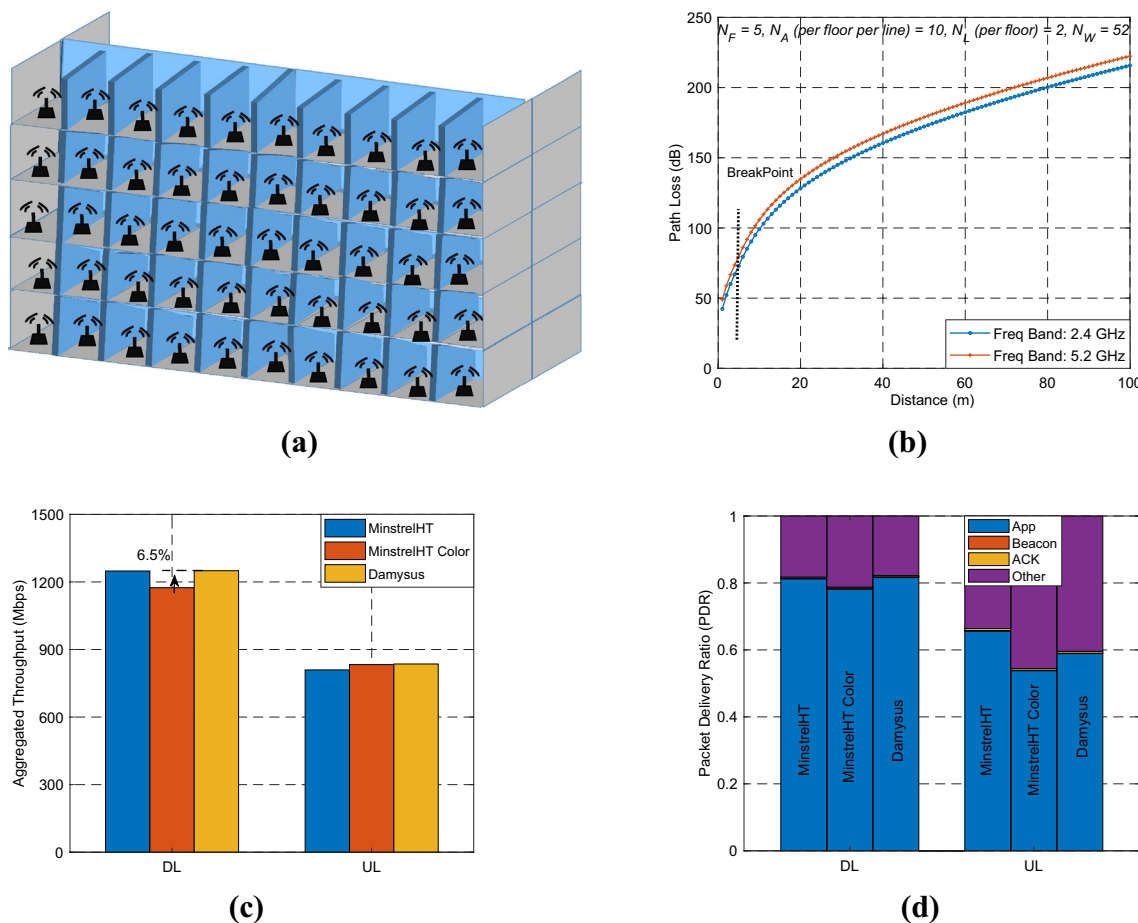 (a)
N_F = 5, N_A (per floor per line) = 10, N_L (per floor) = 2, N_W = 52
250
200
150
100
50
0
Path Loss (dB)
BreakPoint
Freq Band: 2.4 GHz
Freq Band: 5.2 GHz
0 20 40 60 80 100
Distance (m)
(b)
1500
1200
900
600
300
0
Aggregated Throughput (Mbps)
6.5%
MinstrelHT
MinstrelHT Color
Damysus
DL UL
(c)
1
0.8
0.6
0.4
0.2
0
Packet Delivery Ratio (PDR)
App
Beacon
ACK
Other
MinstrelHT
MinstrelHT Color
Damysus
MinstrelHT
MinstrelHT Color
Damysus
DL UL
(d)